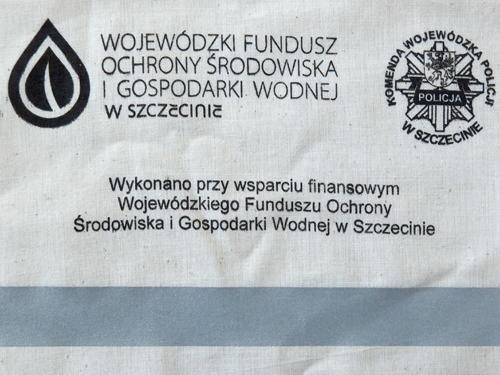 WOJEWÓDZKI FUNDUSZ
OCHRONY ŚRODOWISKA
I GOSPODARKI WODNEJ
W SZCZECINIE
KOMENDA WOJEWÓDZKA POLICJI
POLICJA
W SZCZECINIE
Wykonano przy wsparciu finansowym
Wojewódzkiego Funduszu Ochrony
Środowiska i Gospodarki Wodnej w Szczecinie